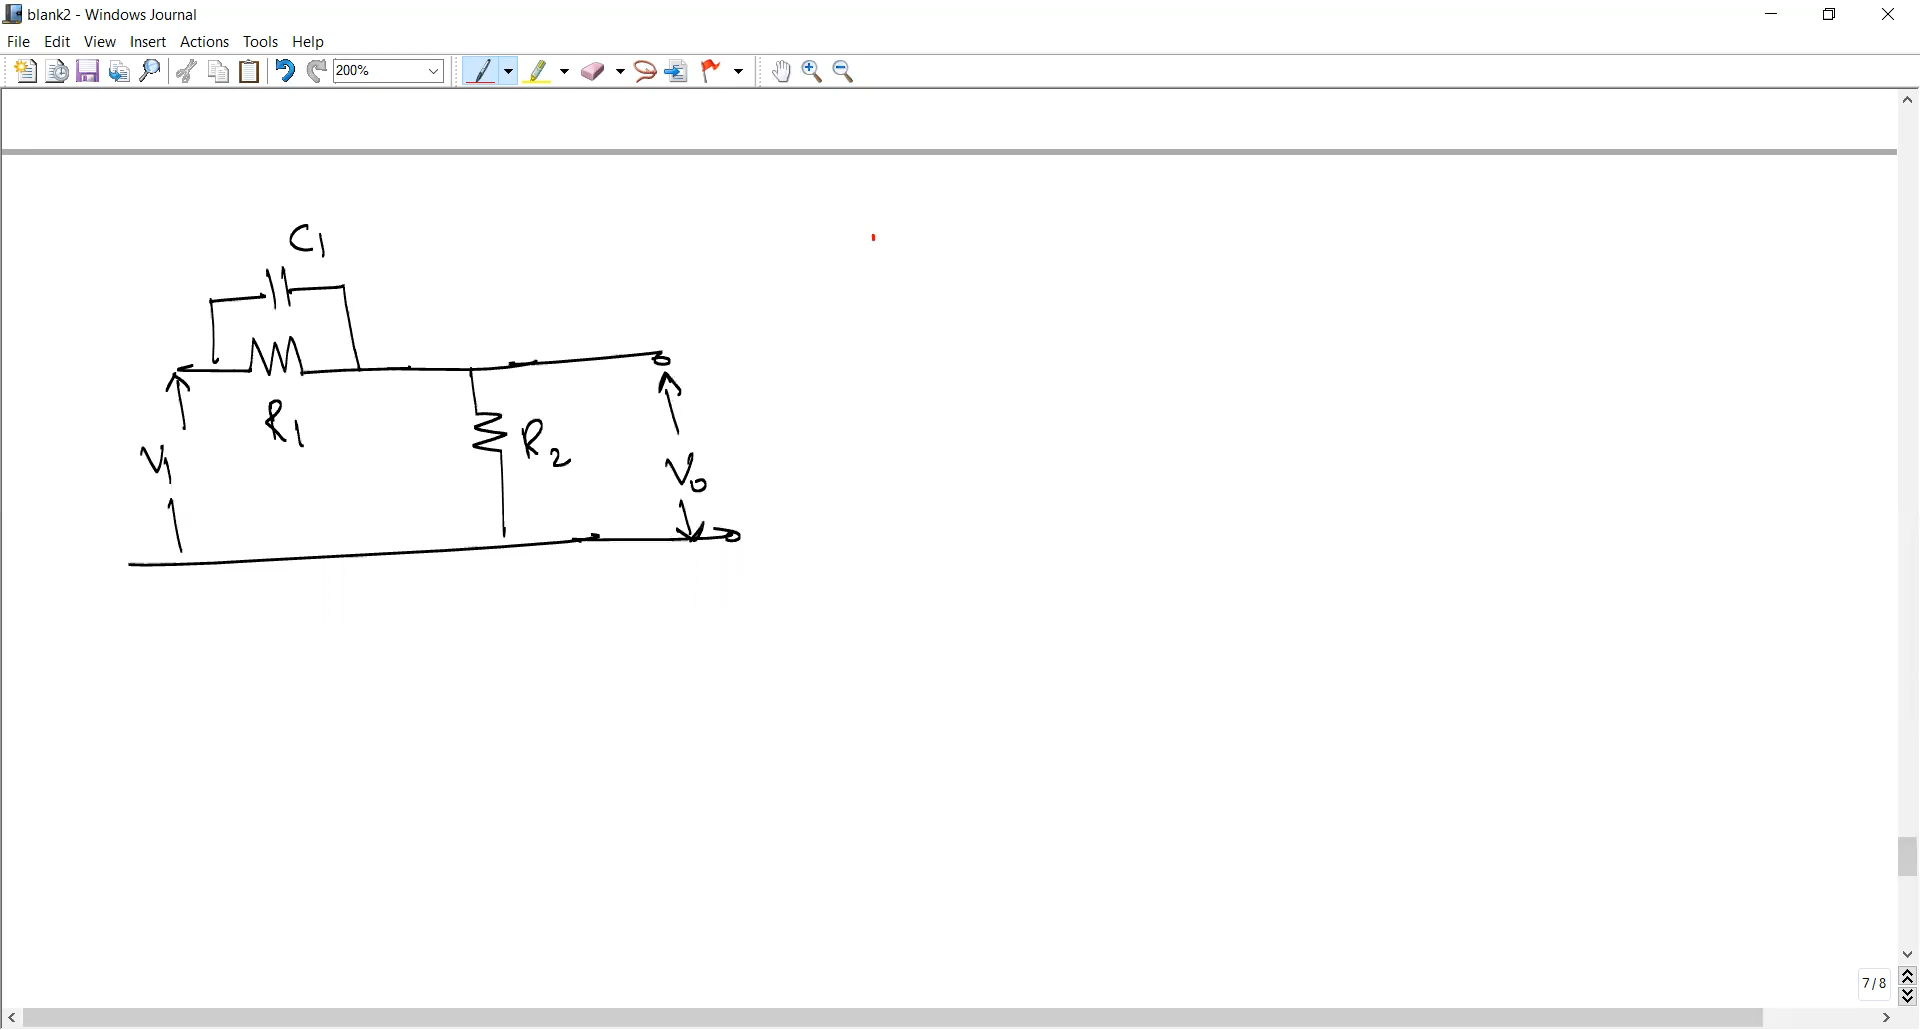 blank2 - Windows Journal
File Edit View Insert Actions Tools Help
200%
C1
R1
V1
R2
Vo
7/8